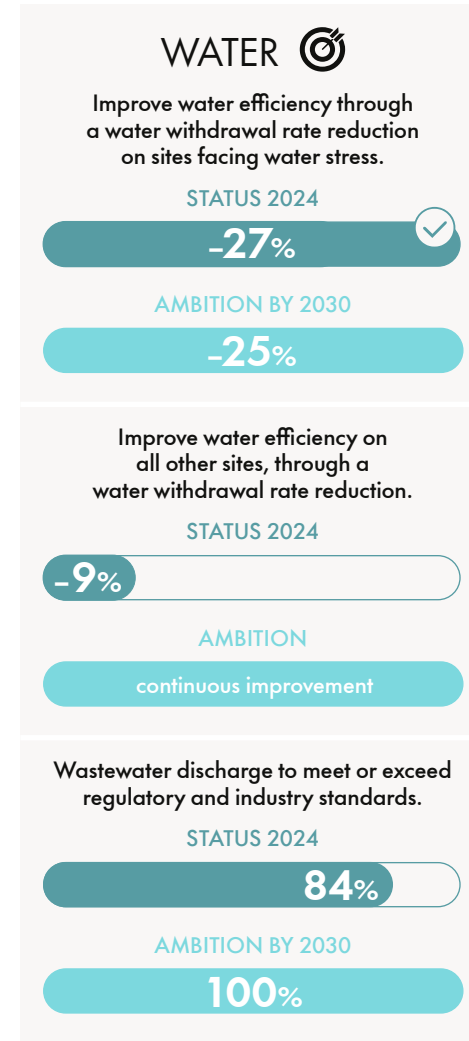 WATER
Improve water efficiency through
a water withdrawal rate reduction
on sites facing water stress.
STATUS 2024
–27%
AMBITION BY 2030
–25%
Improve water efficiency on
all other sites, through a
water withdrawal rate reduction.
STATUS 2024
–9%
AMBITION
continuous improvement
Wastewater discharge to meet or exceed
regulatory and industry standards.
STATUS 2024
84%
AMBITION BY 2030
100%